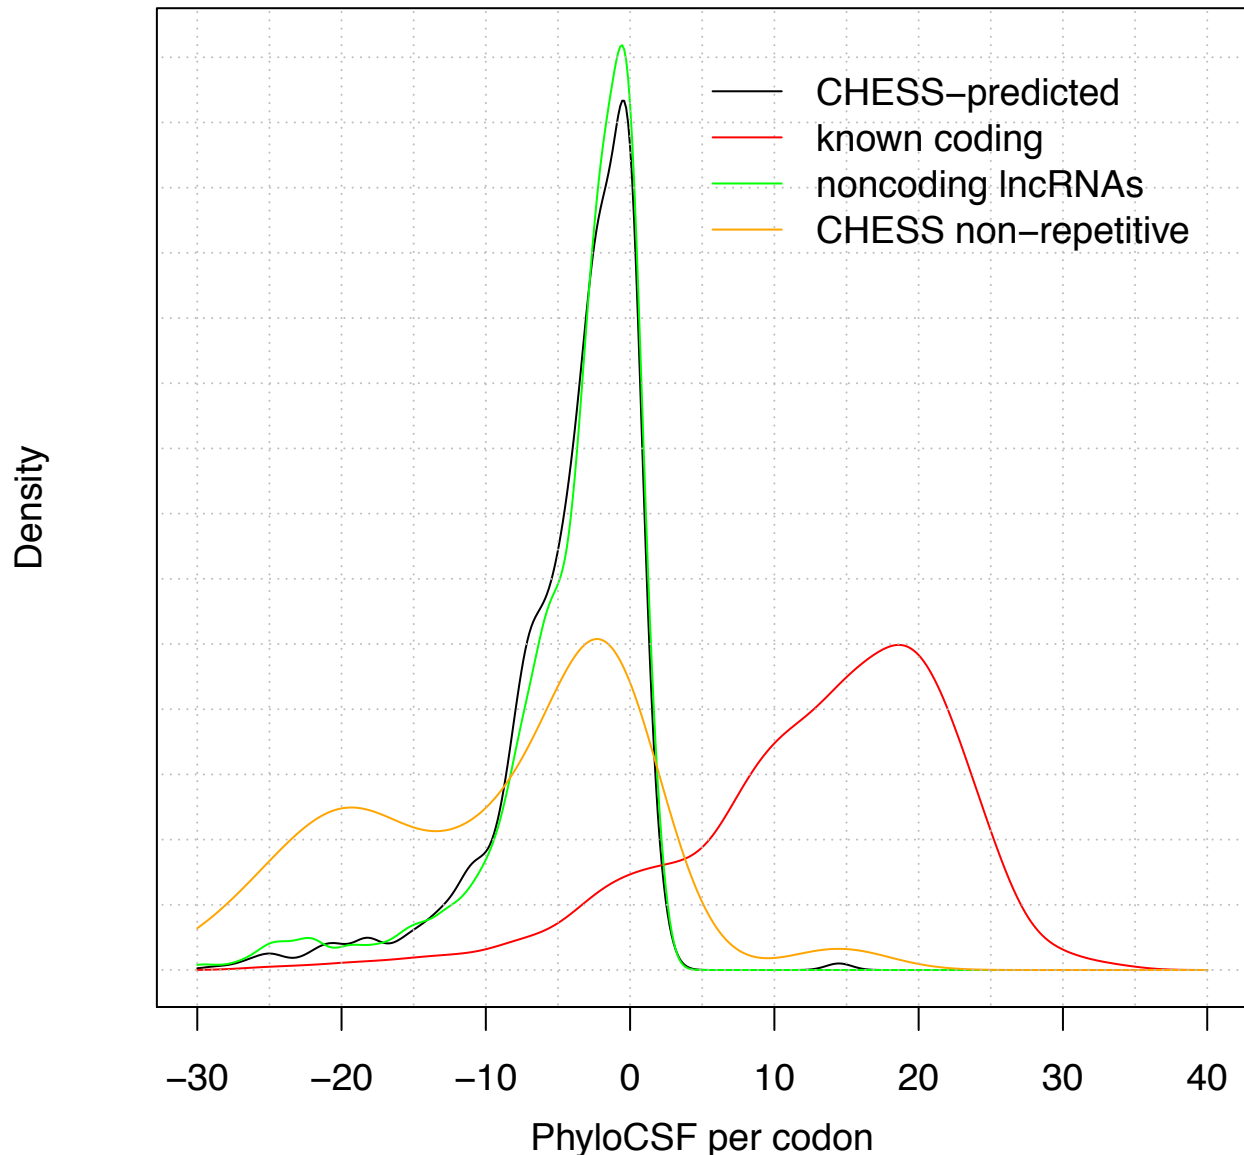 CHESS−predicted
known coding
noncoding lncRNAs
CHESS non−repetitive
Density
−30 −20 −10 0 10 20 30 40
PhyloCSF per codon